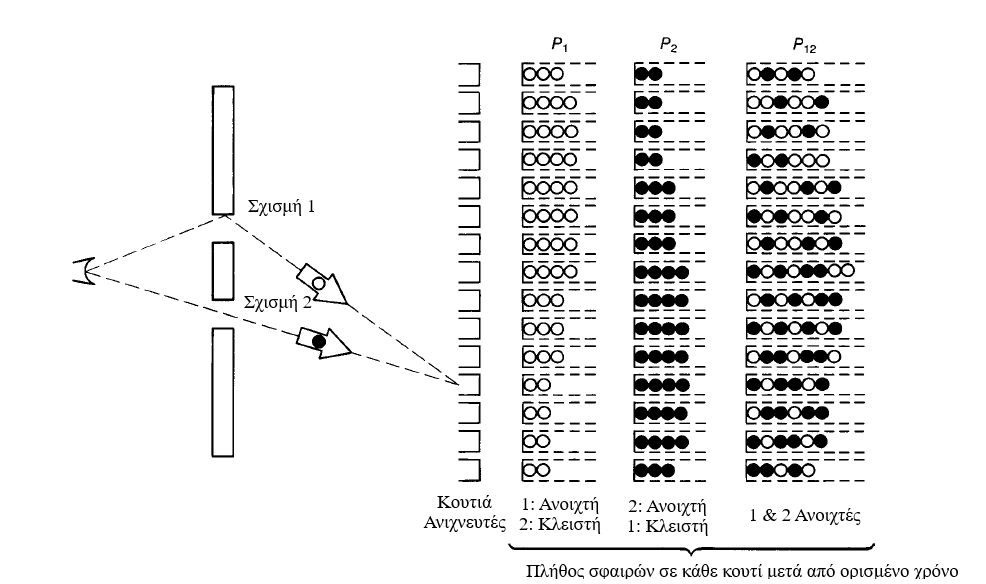 P1 P2 P12
Σχισμή 1
Σχισμή 2
Κουτιά
Ανιχνευτές
1: Ανοιχτή
2: Κλειστή
2: Ανοιχτή
1: Κλειστή
1 & 2 Ανοιχτές
Πλήθος σφαιρών σε κάθε κουτί μετά από ορισμένο χρόνο